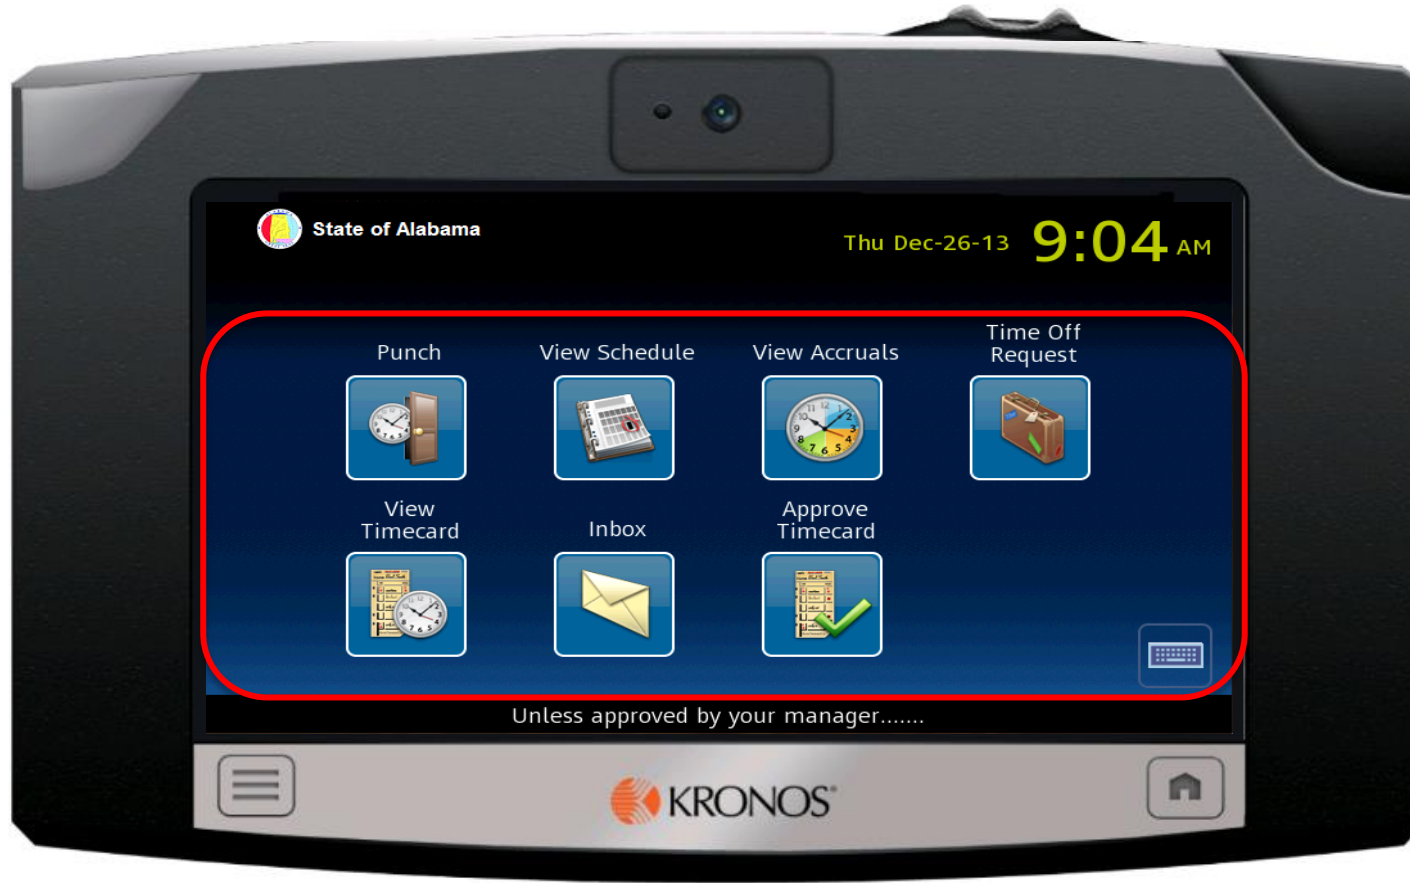 State of Alabama
Thu Dec-26-13 9:04 AM
Punch
View Schedule
View Accruals
Time Off
Request
View
Timecard
Inbox
Approve
Timecard
Unless approved by your manager.......
KRONOS